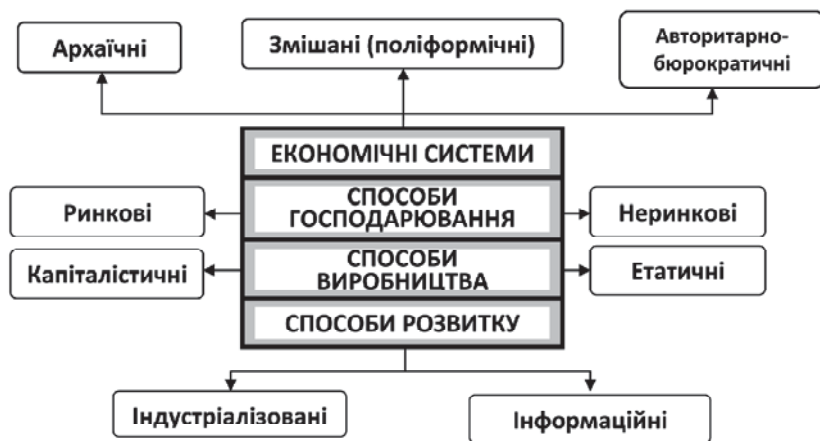 Архаїчні
Змішані (поліформічні)
Авторитарно-
бюрократичні
ЕКОНОМІЧНІ СИСТЕМИ
Ринкові
СПОСОБИ
ГОСПОДАРЮВАННЯ
Неринкові
Капіталістичні
СПОСОБИ
ВИРОБНИЦТВА
Етатичні
СПОСОБИ РОЗВИТКУ
Індустріалізовані
Інформаційні